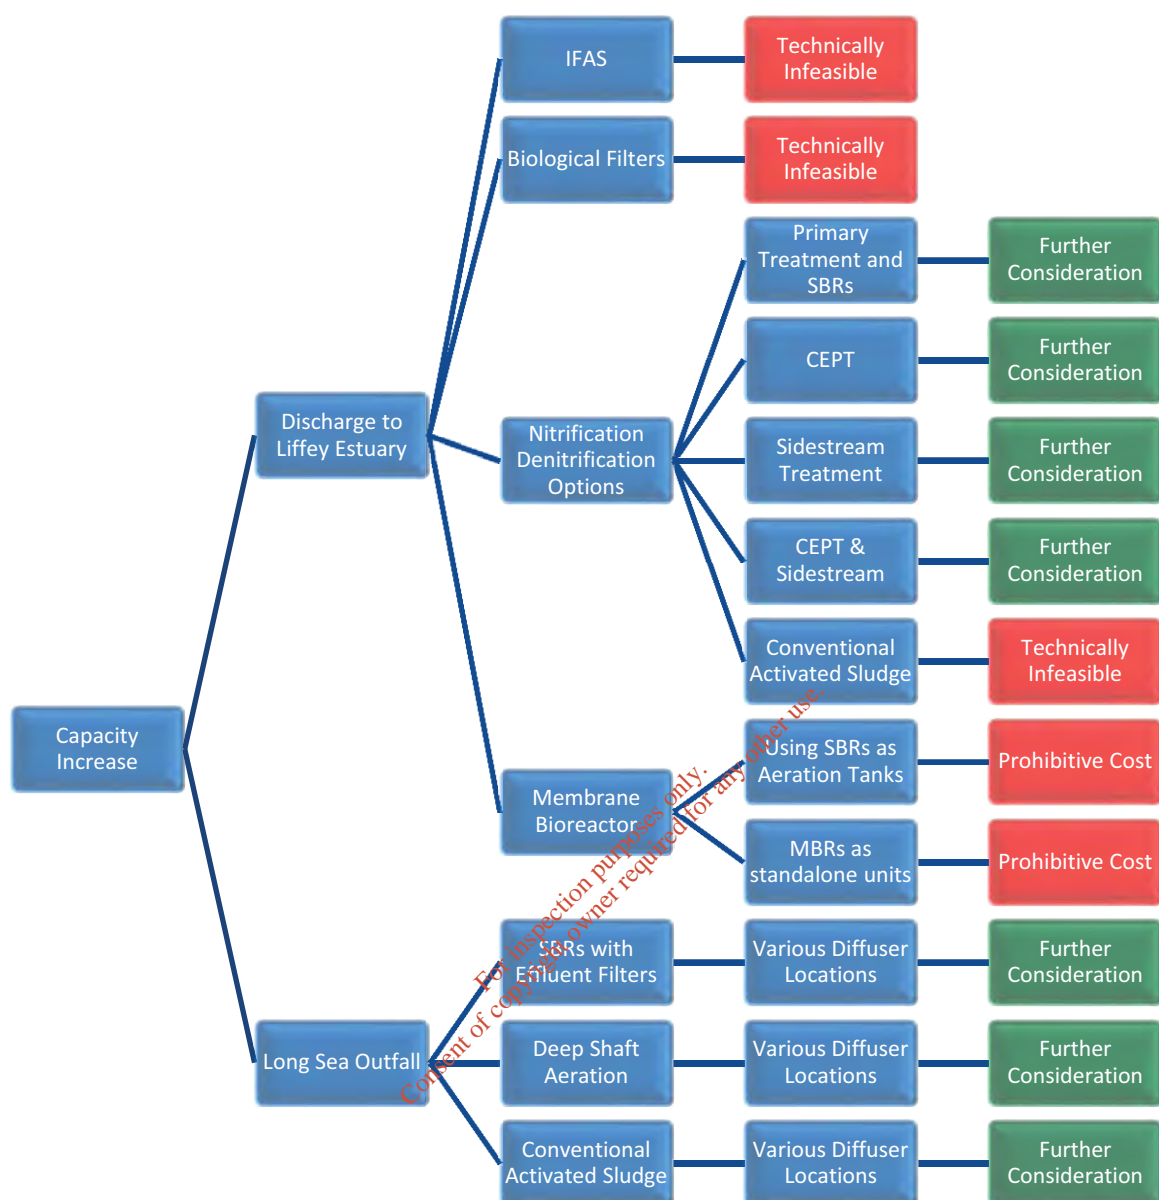 IFAS
Technically
Infeasible
Biological Filters
Technically
Infeasible
Primary
Treatment and
SBRs
Further
Consideration
CEPT
Further
Consideration
Discharge to
Liffey Estuary
Nitrification
Denitrification
Options
Sidestream
Treatment
Further
Consideration
CEPT &
Sidestream
Further
Consideration
Conventional
Activated Sludge
Technically
Infeasible
Capacity
Increase
Membrane
Bioreactor
Using SBRs as
Aeration Tanks
Prohibitive Cost
MBRs as
standalone units
Prohibitive Cost
SBRs with
Effluent Filters
Various Diffuser
Locations
Further
Consideration
Long Sea Outfall
Deep Shaft
Aeration
Various Diffuser
Locations
Further
Consideration
Conventional
Activated Sludge
Various Diffuser
Locations
Further
Consideration
For inspection purposes only.
Consent of copyright owner required for any other use.